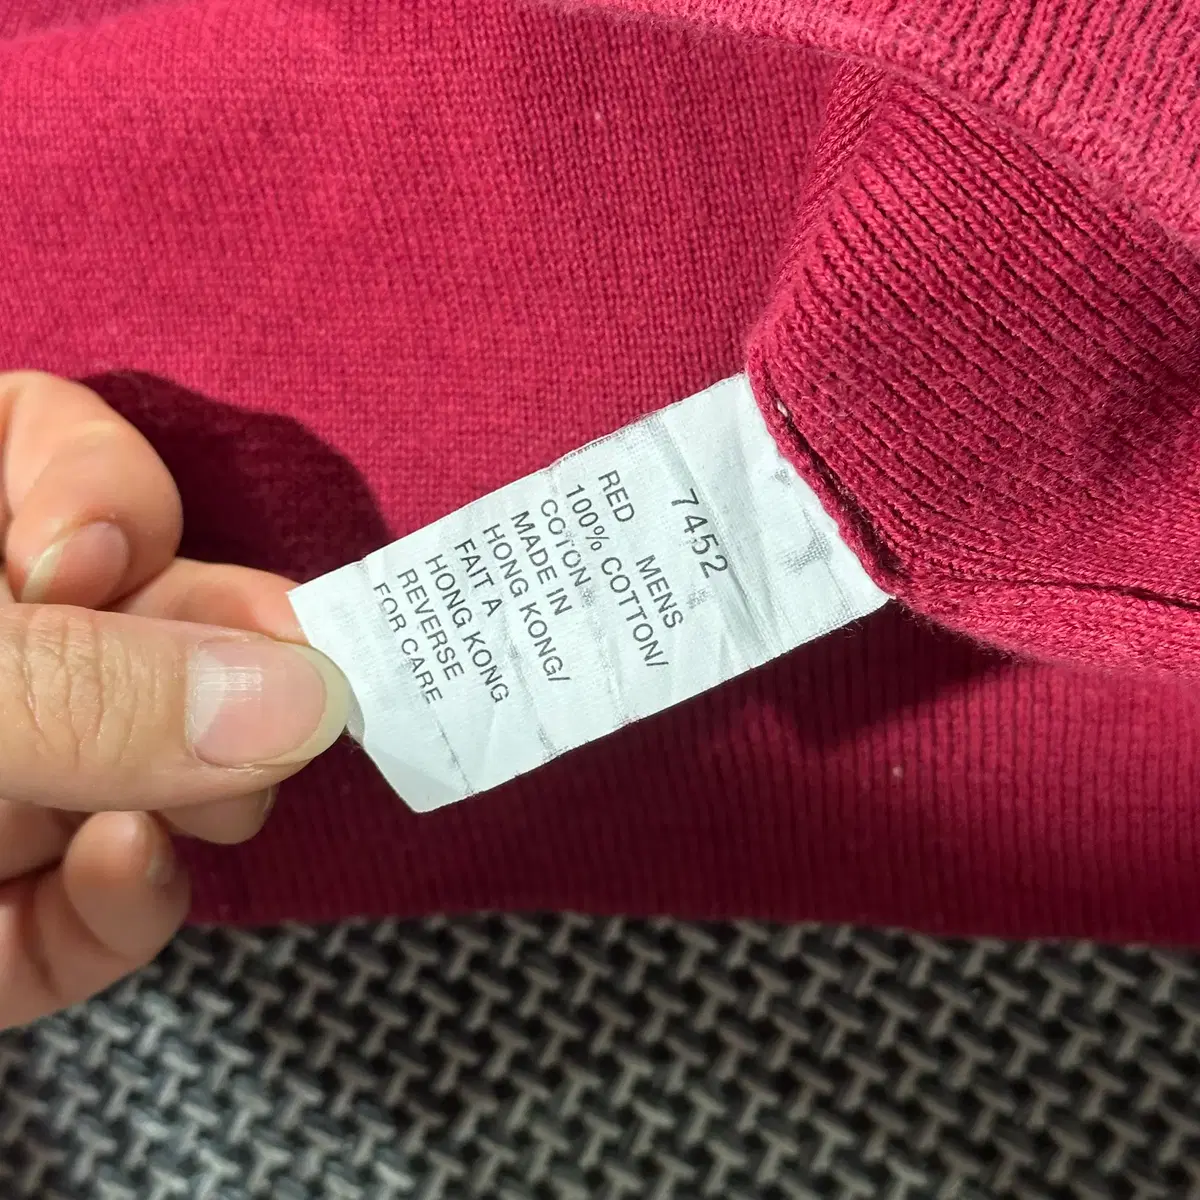 7452
RED MENS
100% COTTON/
COTON
MADE IN
HONG KONG/
FAIT A
HONG KONG
REVERSE
FOR CARE